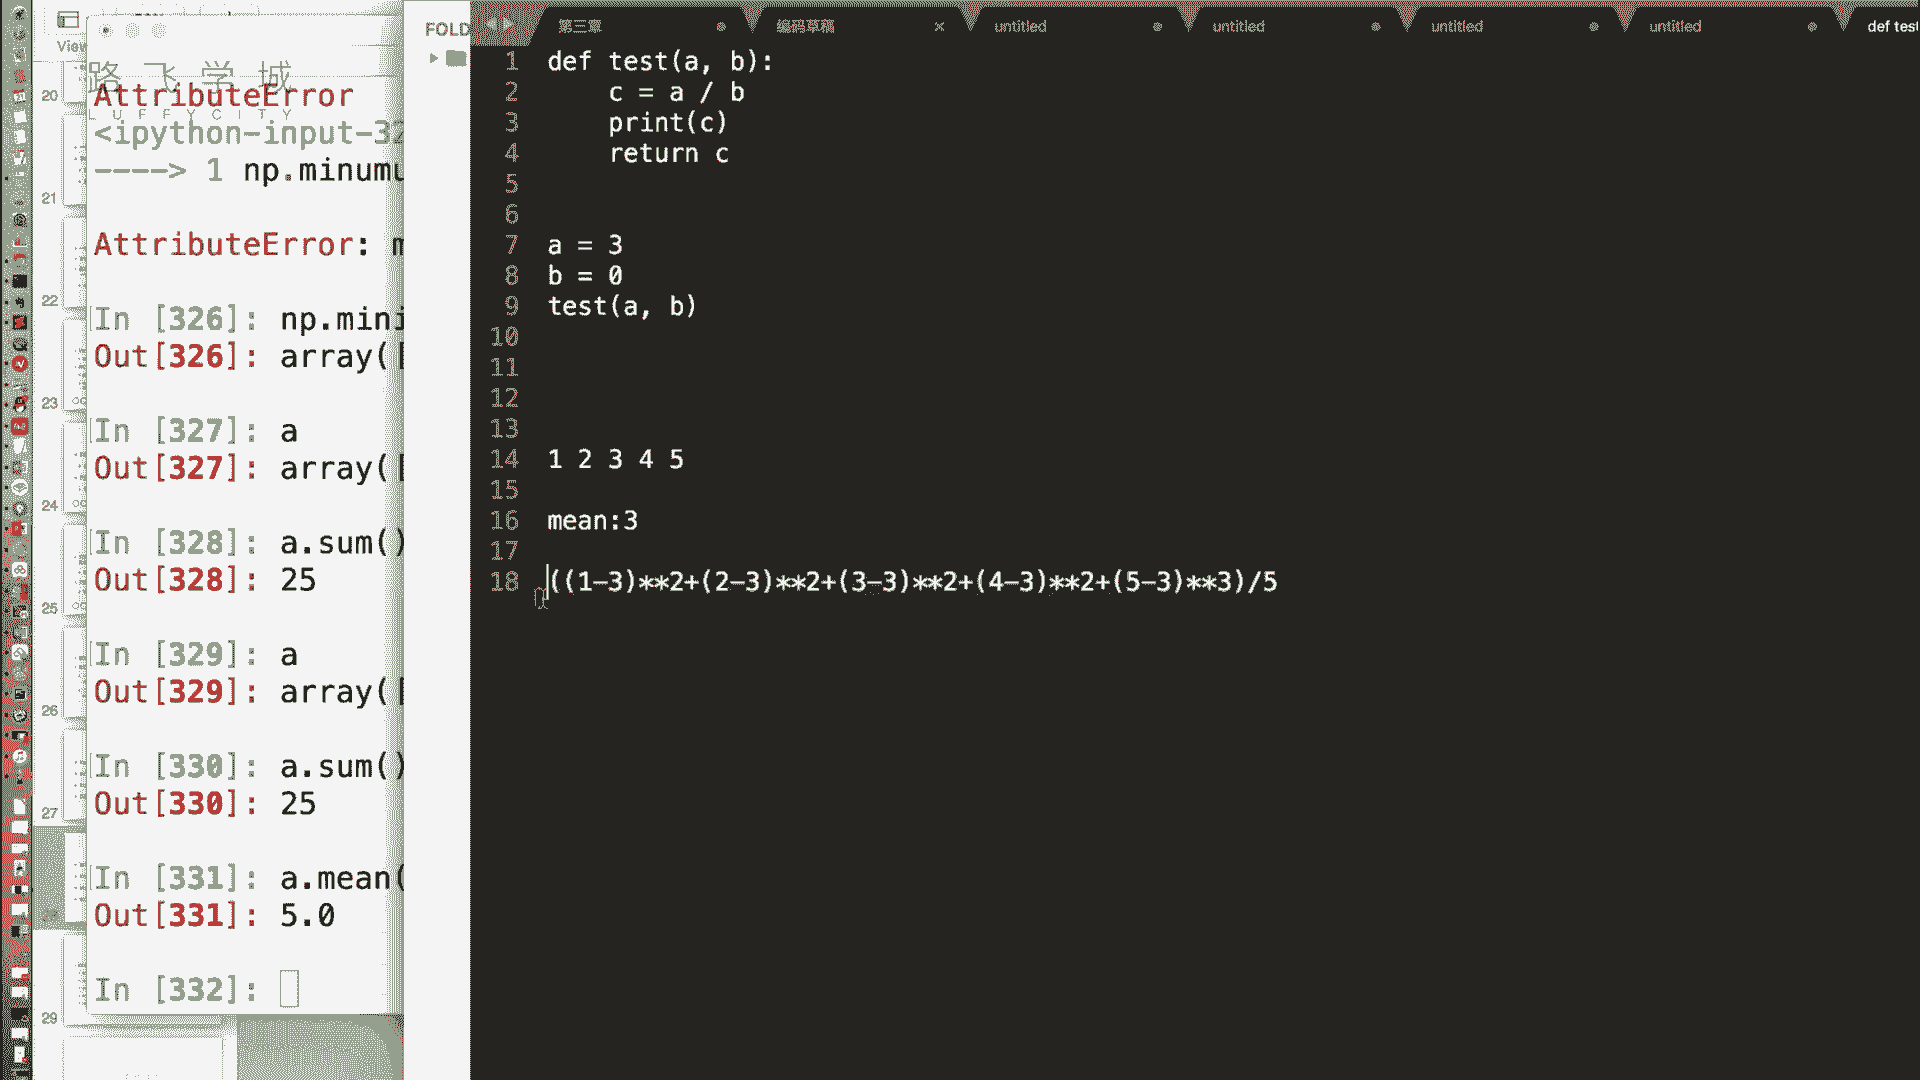 View
路飞学城
LUFFYCITY
20
21
22
23
24
25
26
27
29
AttributeError
<ipython-input-32
----> 1 np.minumu
AttributeError:
In [326]: np.mini
Out[326]: array([
In [327]: a
Out[327]: array([
In [328]: a.sum()
Out[328]: 25
In [329]: a
Out[329]: array([
In [330]: a.sum()
Out[330]: 25
In [331]: a.mean(
Out[331]: 5.0
In [332]:
FOLD
第三章
编码草稿
untitled
untitled
untitled
untitled
def test
1 def test(a, b):
2 c = a / b
3 print(c)
4 return c
5
6
7 a = 3
8 b = 0
9 test(a, b)
10
11
12
13
14 1 2 3 4 5
15
16 mean:3
17
18 ((1-3)**2+(2-3)**2+(3-3)**2+(4-3)**2+(5-3)**3)/5